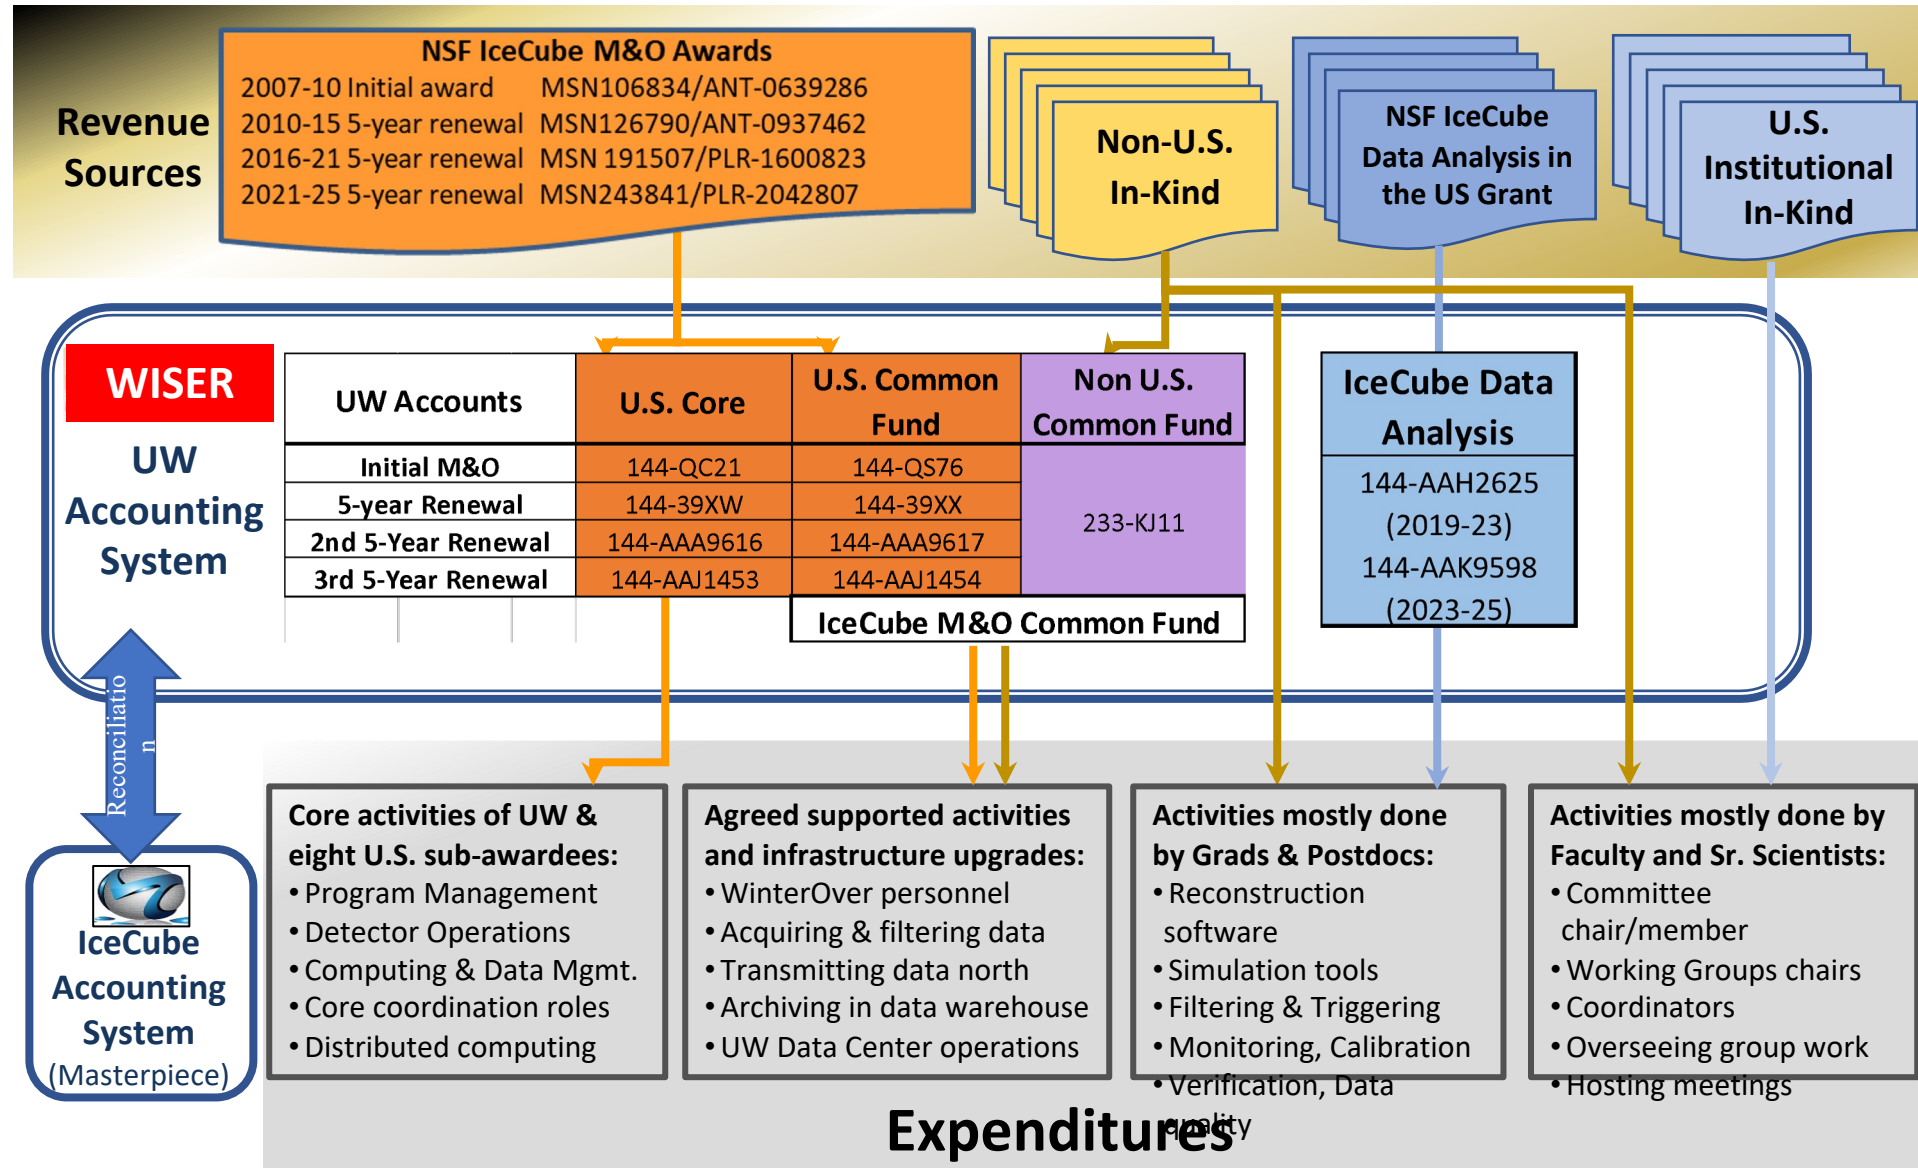 NSF IceCube M&O Awards
2007-10 Initial award MSN106834/ANT-0639286
2010-15 5-year renewal MSN126790/ANT-0937462
2016-21 5-year renewal MSN 191507/PLR-1600823
2021-25 5-year renewal MSN243841/PLR-2042807
Revenue
Sources
Non-U.S.
In-Kind
NSF IceCube
Data Analysis in
the US Grant
U.S.
Institutional
In-Kind
WISER
UW
Accounting
System
UW Accounts
U.S. Core
U.S. Common
Fund
Non U.S.
Common Fund
Initial M&O 144-QC21 144-QS76
5-year Renewal 144-39XW 144-39XX
233-KJ11
2nd 5-Year Renewal 144-AAA9616 144-AAA9617
3rd 5-Year Renewal 144-AAJ1453 144-AAJ1454
IceCube M&O Common Fund
IceCube Data
Analysis
144-AAH2625
(2019-23)
144-AAK9598
(2023-25)
Reconciliatio
n
IceCube
Accounting
System
(Masterpiece)
Core activities of UW &
eight U.S. sub-awardees:
• Program Management
• Detector Operations
• Computing & Data Mgmt.
• Core coordination roles
• Distributed computing
Agreed supported activities
and infrastructure upgrades:
• WinterOver personnel
• Acquiring & filtering data
• Transmitting data north
• Archiving in data warehouse
• UW Data Center operations
Activities mostly done
by Grads & Postdocs:
• Reconstruction
software
• Simulation tools
• Filtering & Triggering
• Monitoring, Calibration
• Verification, Data
quality
Activities mostly done by
Faculty and Sr. Scientists:
• Committee
chair/member
• Working Groups chairs
• Coordinators
• Overseeing group work
• Hosting meetings
Expenditures